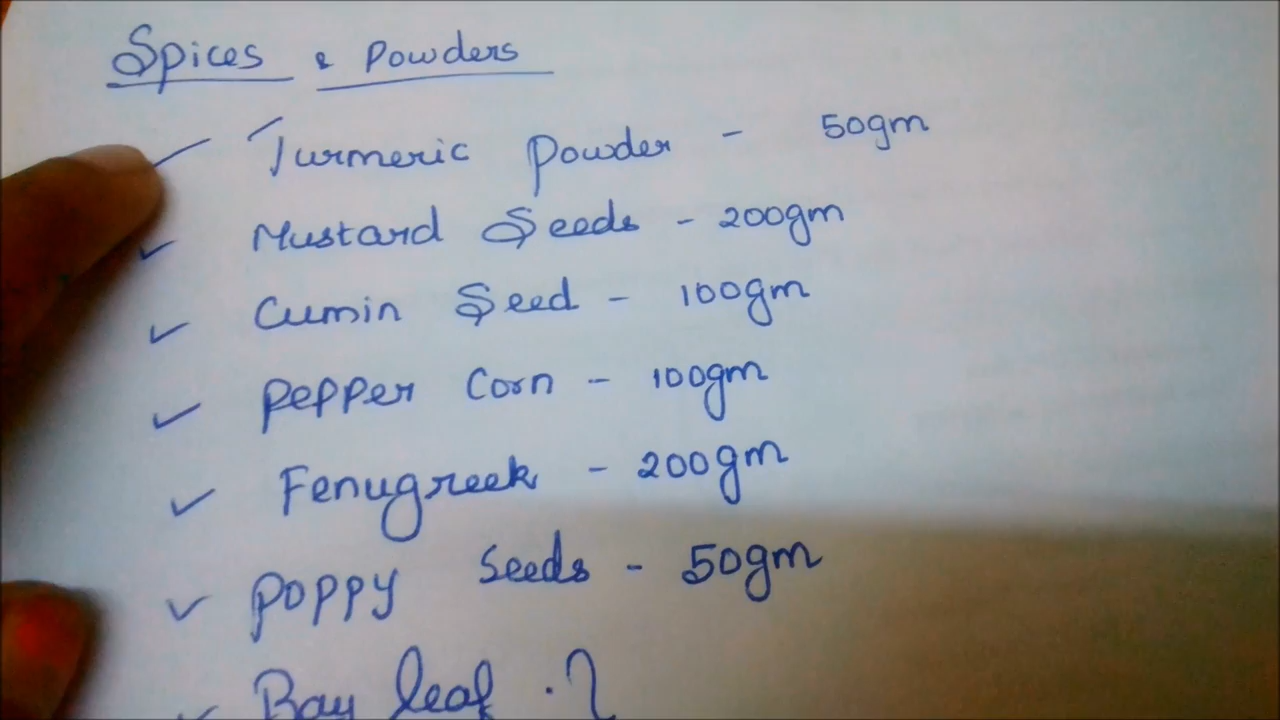 Spices & Powders
✓ Turmeric Powder - 50gm
✓ Mustard Seeds - 200gm
✓ Cumin Seed - 100gm
✓ Pepper Corn - 100gm
✓ Fenugreek - 200gm
✓ Poppy Seeds - 50gm
✓ Bay leaf